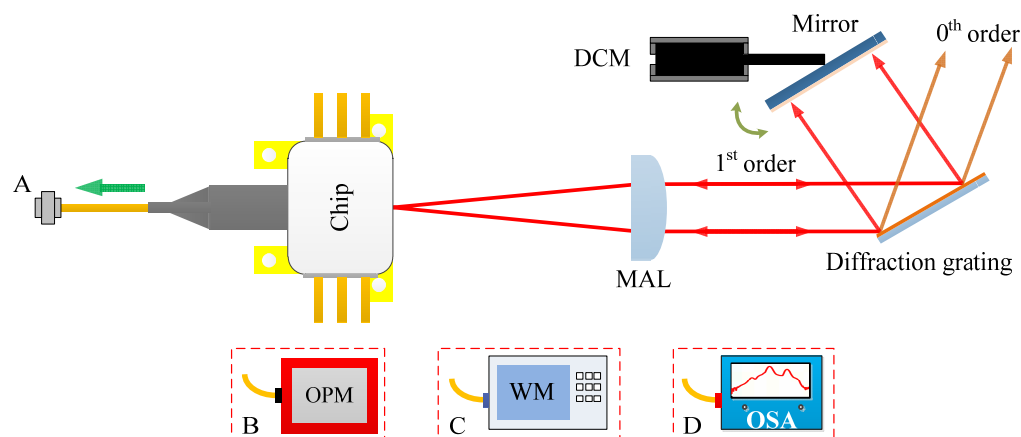 Mirror
0th order
DCM
1st order
A
Chip
MAL
Diffraction grating
B
OPM
C
WM
D
OSA